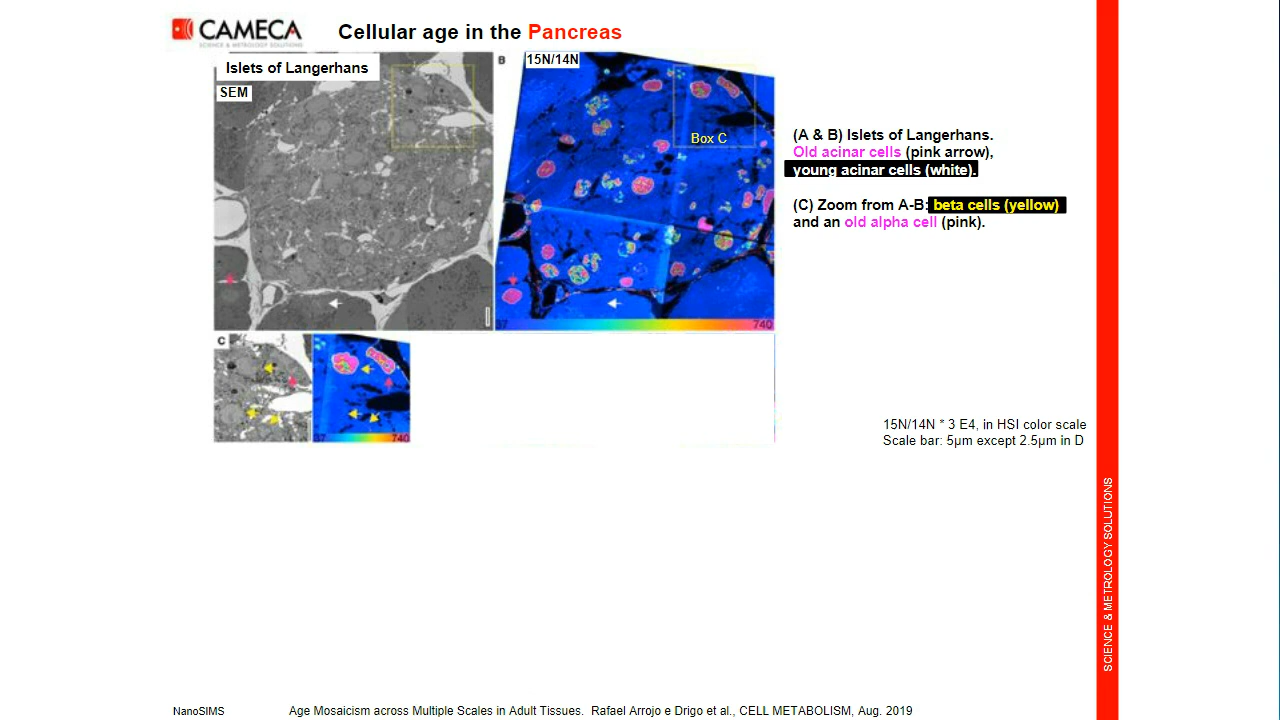 CAMECA
SCIENCE & METROLOGY SOLUTIONS
Cellular age in the Pancreas
Islets of Langerhans
SEM
B
15N/14N
Box C
37
740
(A & B) Islets of Langerhans.
Old acinar cells (pink arrow),
young acinar cells (white).
(C) Zoom from A-B: beta cells (yellow)
and an old alpha cell (pink).
C
37
740
15N/14N * 3 E4, in HSI color scale
Scale bar: 5µm except 2.5µm in D
SCIENCE & METROLOGY SOLUTIONS
NanoSIMS
Age Mosaicism across Multiple Scales in Adult Tissues. Rafael Arrojo e Drigo et al., CELL METABOLISM, Aug. 2019